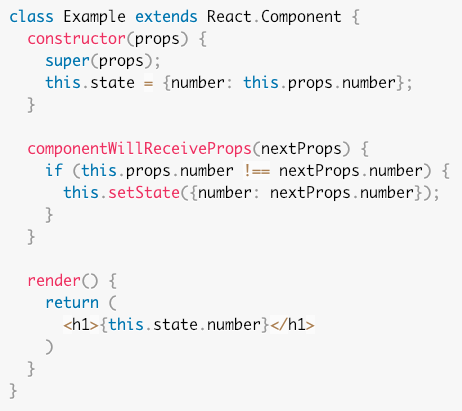 class Example extends React.Component {
  constructor(props) {
    super(props);
    this.state = {number: this.props.number};
  }

  componentWillReceiveProps(nextProps) {
    if (this.props.number !== nextProps.number) {
      this.setState({number: nextProps.number});
    }
  }

  render() {
    return (
      <h1>{this.state.number}</h1>
    )
  }
}